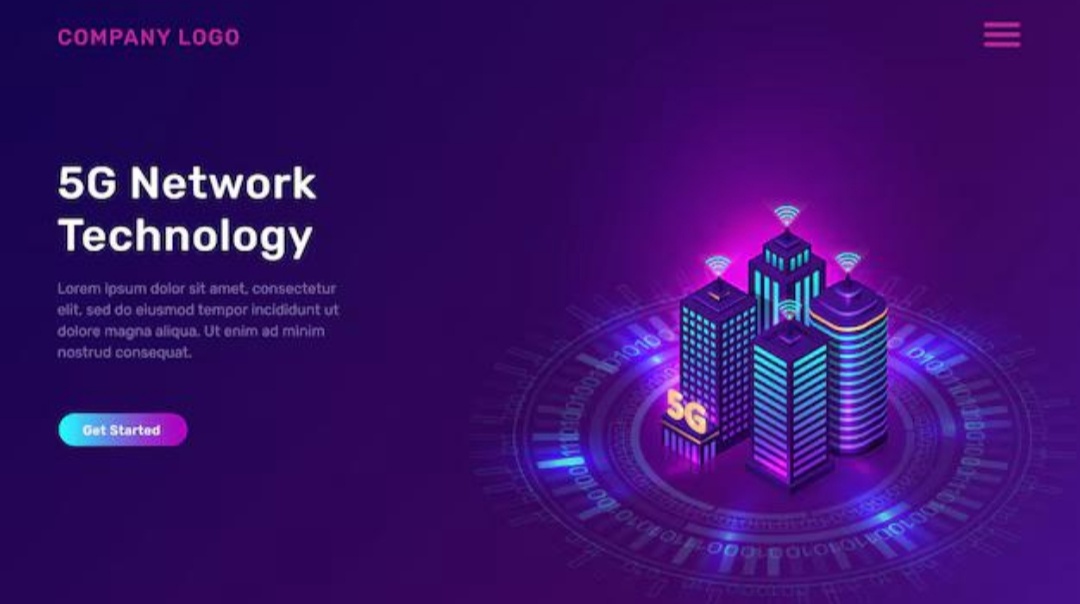 COMPANY LOGO
5G Network
Technology
Lorem ipsum dolor sit amet, consectetur
elit, sed do eiusmod tempor incididunt ut
dolore magna aliqua. Ut enim ad minim
nostrud consequat.
Get Started
5G